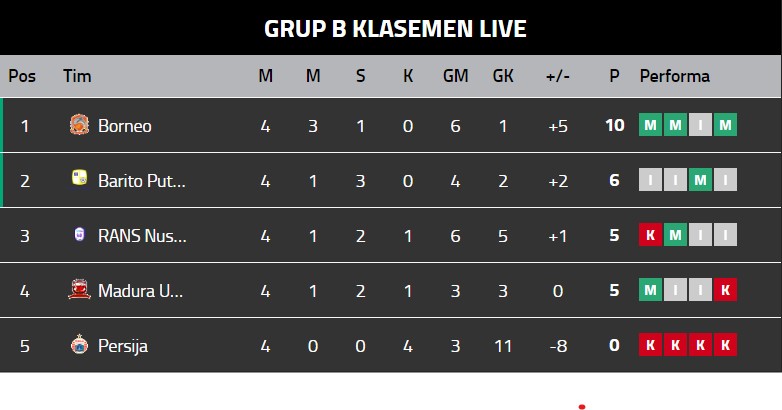 GRUP B KLASEMEN LIVE
Pos Tim M M S K GM GK +/- P Performa
1 Borneo 4 3 1 0 6 1 +5 10 M M I M
2 Barito Put... 4 1 3 0 4 2 +2 6 I I M I
3 RANS Nus... 4 1 2 1 6 5 +1 5 K M I I
4 Madura U... 4 1 2 1 3 3 0 5 M I I K
5 Persija 4 0 0 4 3 11 -8 0 K K K K